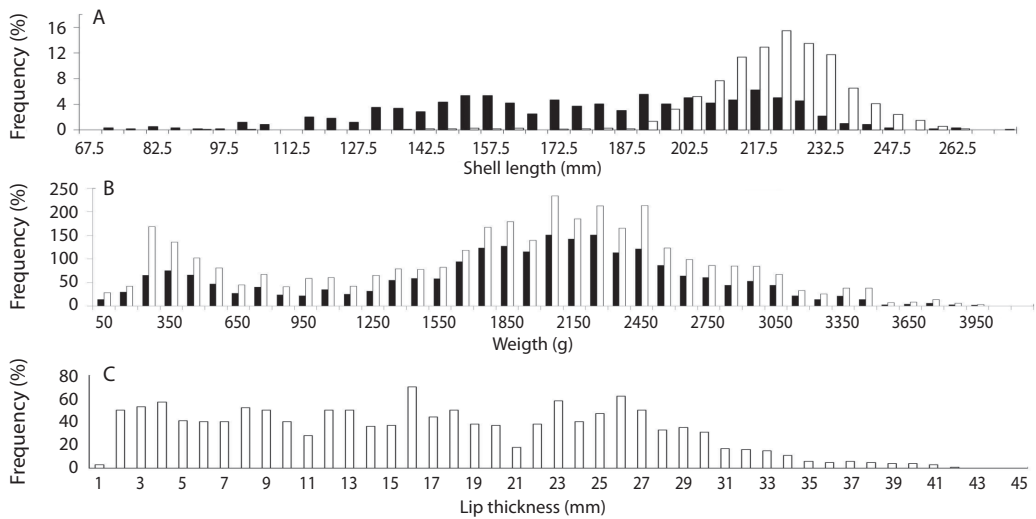 A
Frequency (%)
16
12
8
4
0
67.5 82.5 97.5 112.5 127.5 142.5 157.5 172.5 187.5 202.5 217.5 232.5 247.5 262.5
Shell length (mm)
B
Frequency (%)
250
200
150
100
50
0
50 350 650 950 1250 1550 1850 2150 2450 2750 3050 3350 3650 3950
Weigth (g)
C
Frequency (%)
80
60
40
20
0
1 3 5 7 9 11 13 15 17 19 21 23 25 27 29 31 33 35 37 39 41 43 45
Lip thickness (mm)